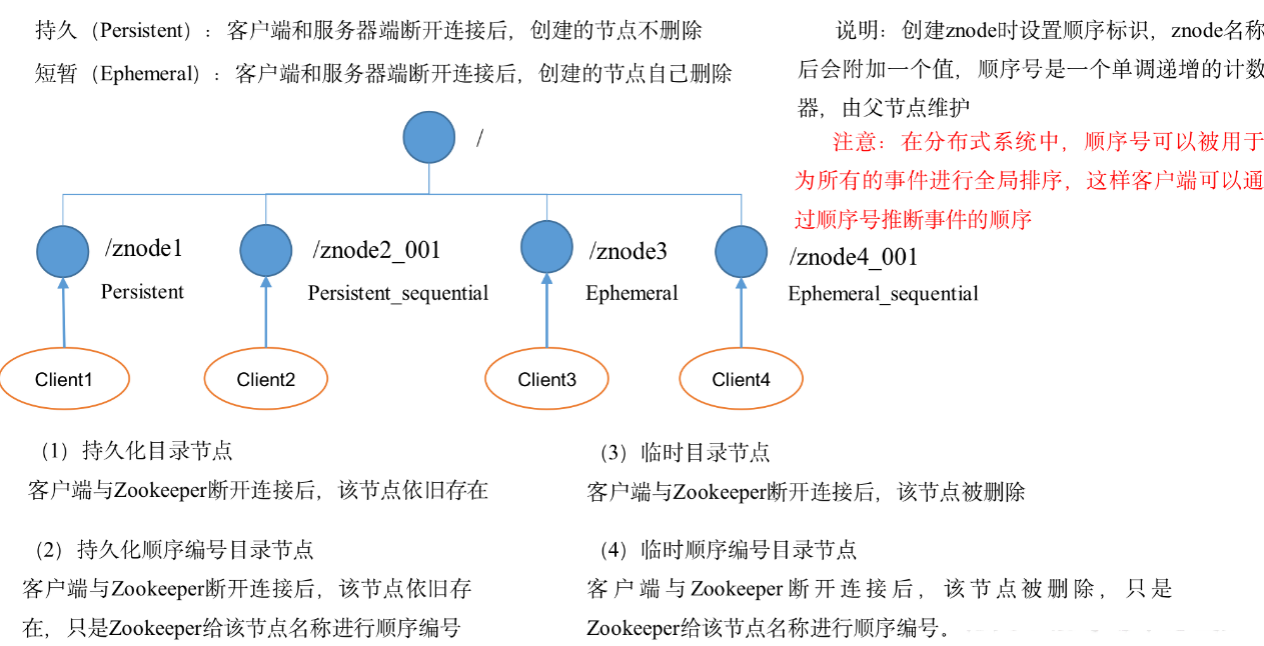 持久（Persistent）：客户端和服务器端断开连接后，创建的节点不删除
短暂（Ephemeral）：客户端和服务器端断开连接后，创建的节点自己删除
说明：创建znode时设置顺序标识，znode名称
后会附加一个值，顺序号是一个单调递增的计数
器，由父节点维护
注意：在分布式系统中，顺序号可以被用于
为所有的事件进行全局排序，这样客户端可以通
过顺序号推断事件的顺序
/
/znode1
Persistent
/znode2_001
Persistent_sequential
/znode3
Ephemeral
/znode4_001
Ephemeral_sequential
Client1
Client2
Client3
Client4
（1）持久化目录节点
客户端与Zookeeper断开连接后，该节点依旧存在
（2）持久化顺序编号目录节点
客户端与Zookeeper断开连接后，该节点依旧存
在，只是Zookeeper给该节点名称进行顺序编号
（3）临时目录节点
客户端与Zookeeper断开连接后，该节点被删除
（4）临时顺序编号目录节点
客户端与Zookeeper断开连接后，该节点被删除，只是
Zookeeper给该节点名称进行顺序编号。